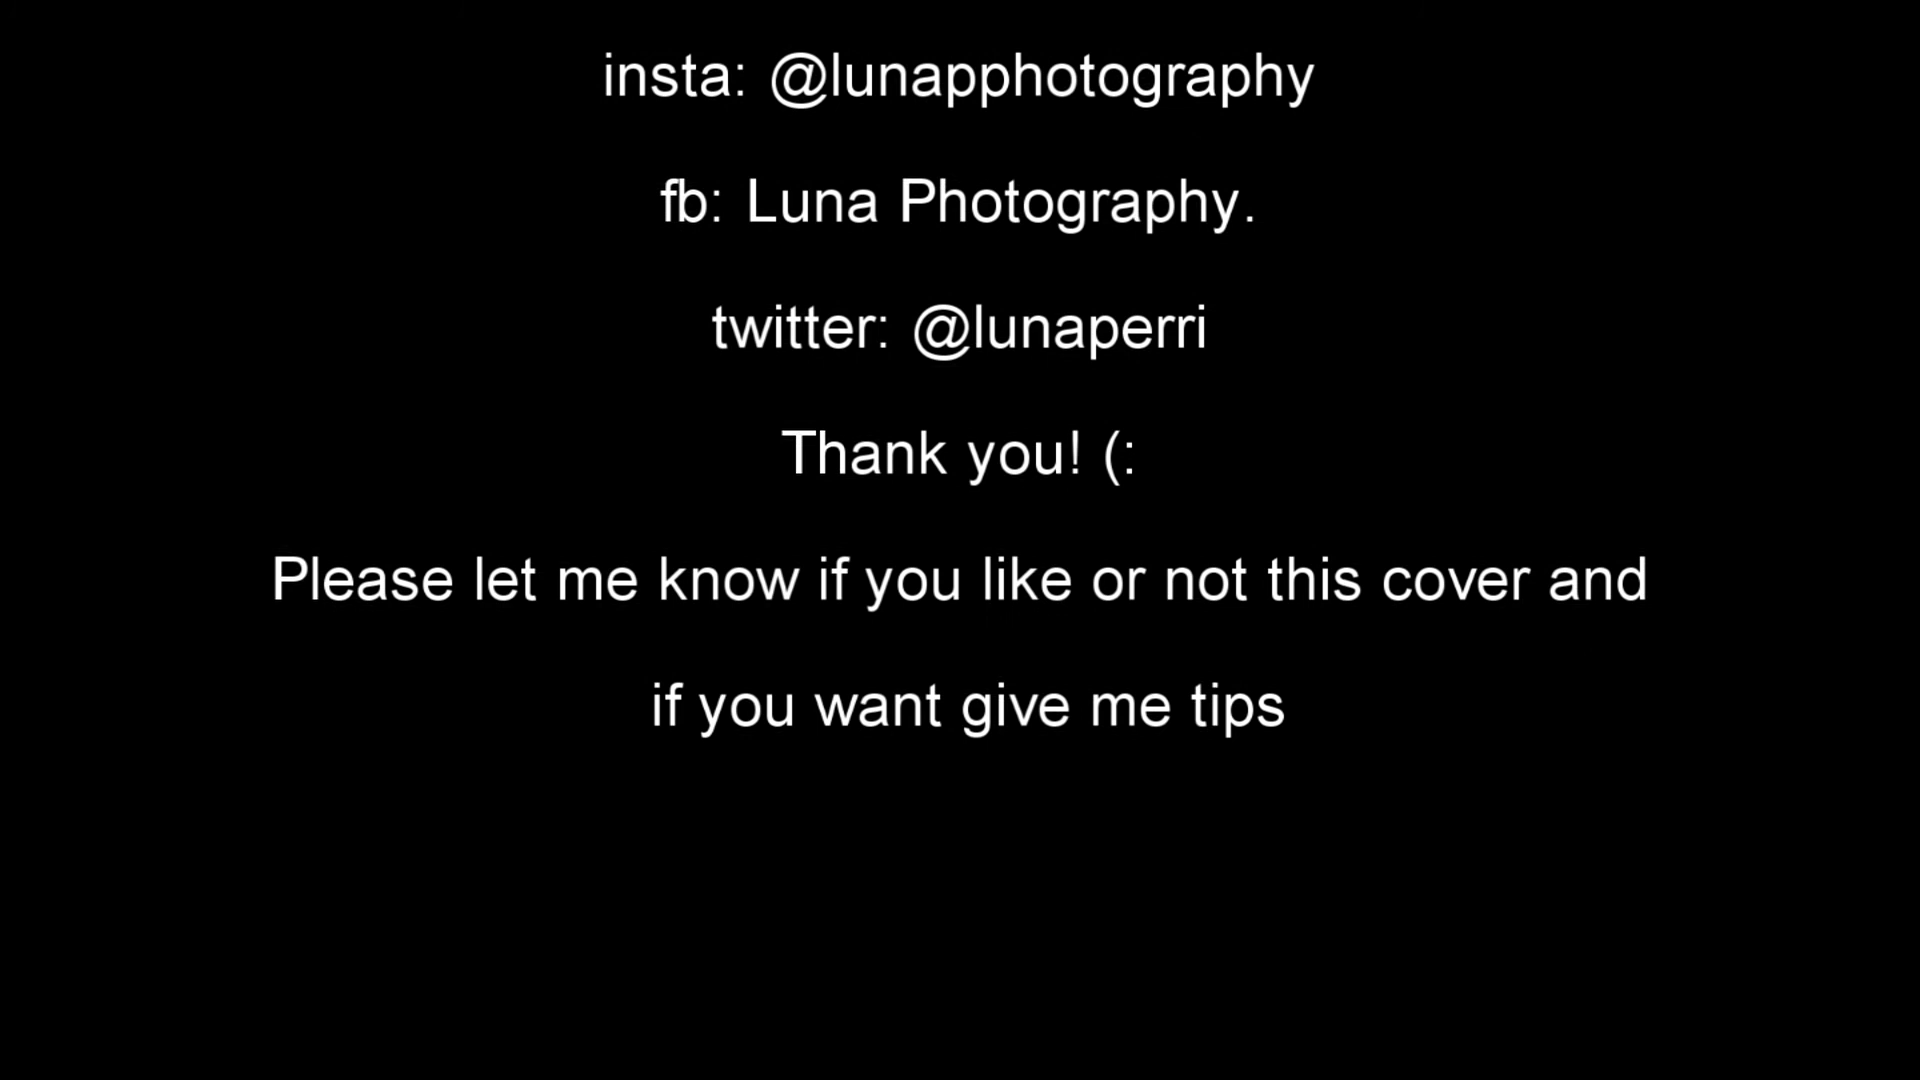 insta: @lunapphotography
fb: Luna Photography.
twitter: @lunaperri
Thank you! (:
Please let me know if you like or not this cover and
if you want give me tips